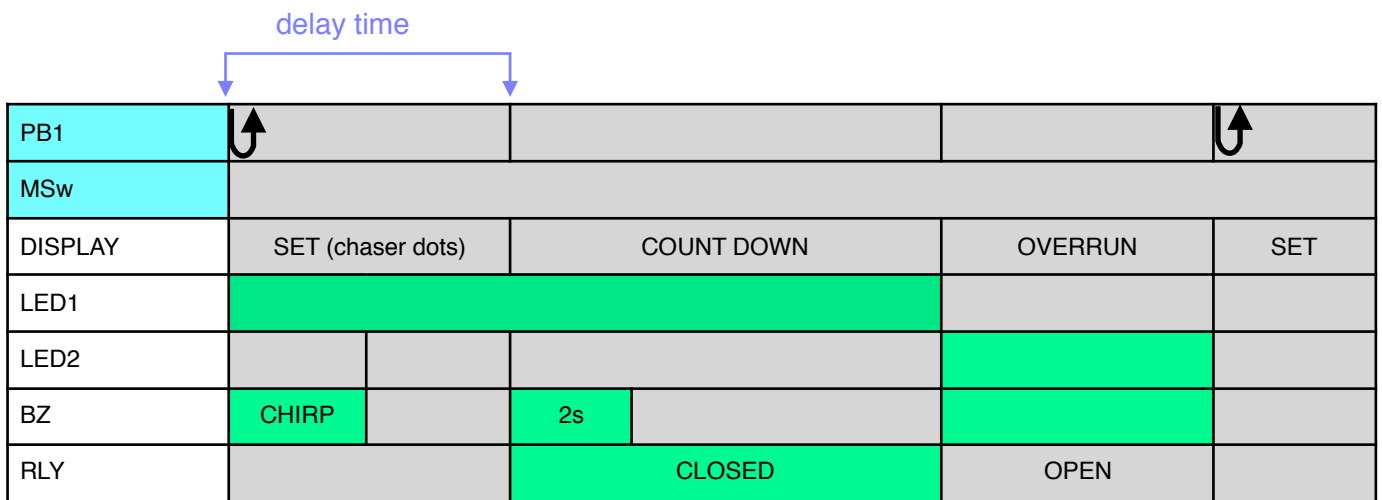 delay time
PB1
MSw
DISPLAY SET (chaser dots) COUNT DOWN OVERRUN SET
LED1
LED2
BZ CHIRP 2s
RLY CLOSED OPEN